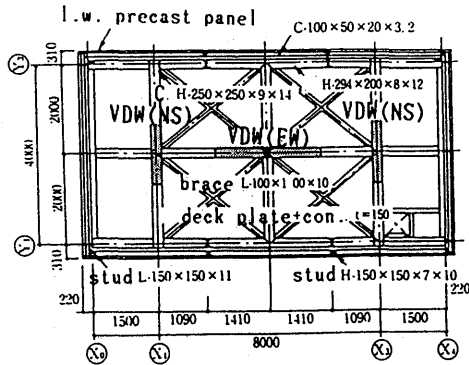 l.w. precast panel
C-100×50×20×3.2
Y2
310
2000
4000
2000
310
Y1
C
H-250×250×9×14
H-294×200×8×12
VDW(NS)
VDW(NS)
VDW(EW)
brace L-100×100×10
deck plate+con. t=150
stud L-150×150×11
stud H-150×150×7×10
220
220
1500
1090
1410
1410
1090
1500
8000
X0
X1